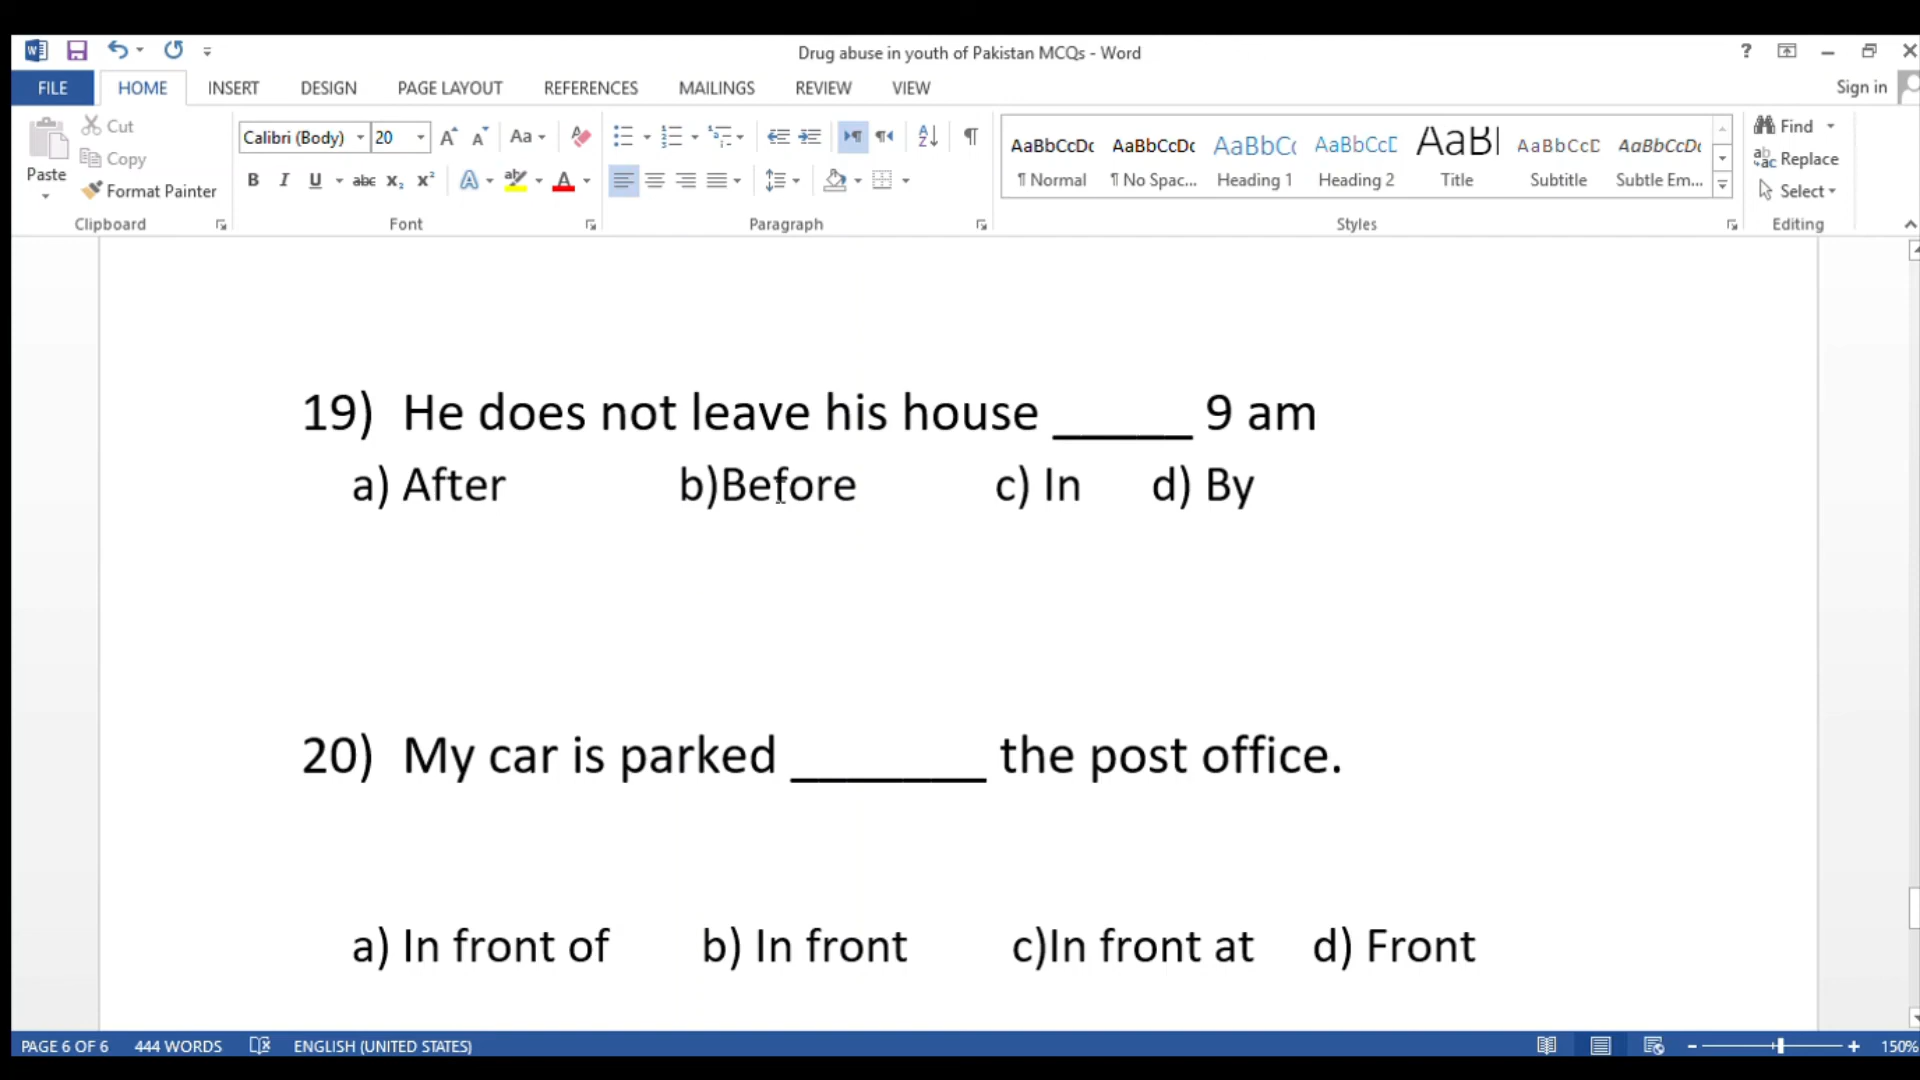 Drug abuse in youth of Pakistan MCQs - Word
FILE HOME INSERT DESIGN PAGE LAYOUT REFERENCES MAILINGS REVIEW VIEW Sign in
Paste Cut Copy Format Painter
Clipboard
Calibri (Body) 20
Font
Paragraph
AaBbCcDc AaBbCcDc AaBbCc AaBbCcD AaBl AaBbCcD AaBbCcDc
¶ Normal ¶ No Spac... Heading 1 Heading 2 Title Subtitle Subtle Em...
Styles
Find
Replace
Select
Editing
19) He does not leave his house _____ 9 am
a) After b)Before c) In d) By
20) My car is parked _______ the post office.
a) In front of b) In front c)In front at d) Front
PAGE 6 OF 6 444 WORDS ENGLISH (UNITED STATES) 150%